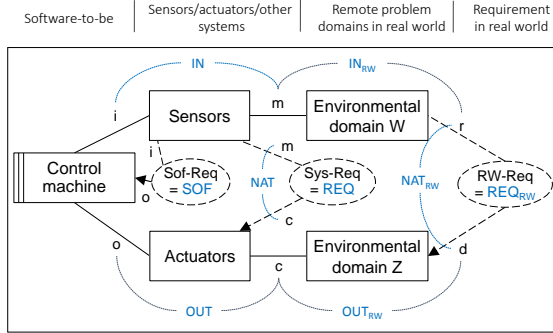 Software-to-be
Sensors/actuators/other
systems
Remote problem
domains in real world
Requirement
in real world
IN
IN_RW
i
m
r
Sensors
Environmental
domain W
i
m
Control
machine
Sof-Req
= SOF
o
NAT
Sys-Req
= REQ
NAT_RW
RW-Req
= REQ_RW
c
o
Actuators
c
Environmental
domain Z
d
OUT
OUT_RW